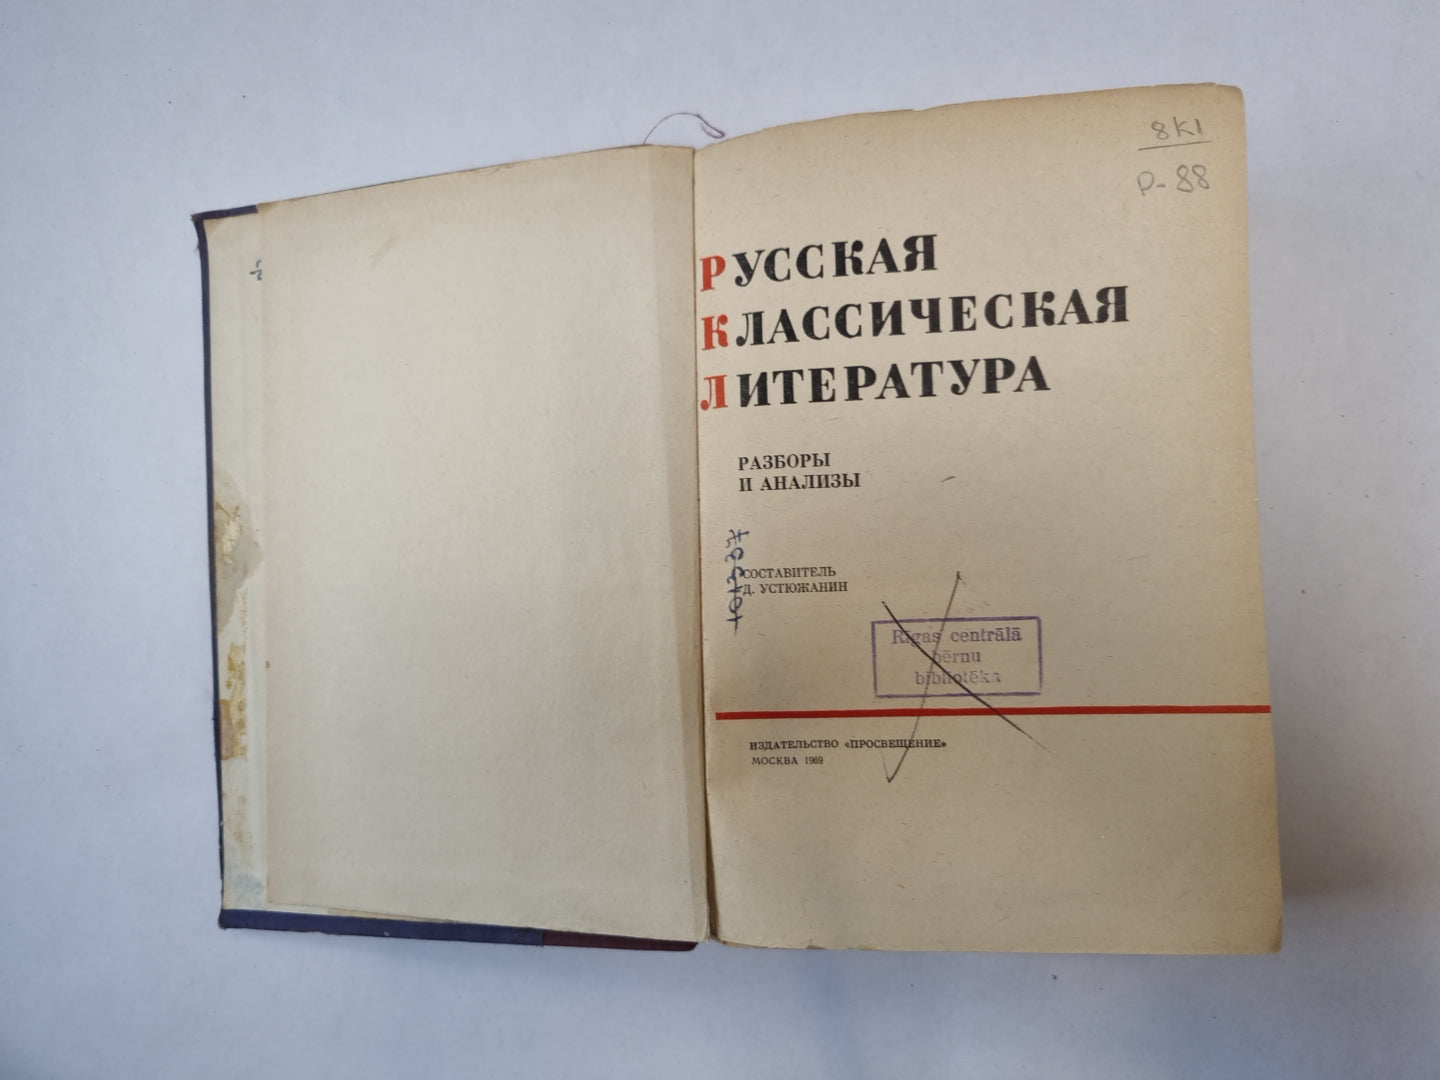 8К1
Р-88
РУССКАЯ
КЛАССИЧЕСКАЯ
ЛИТЕРАТУРА
РАЗБОРЫ
И АНАЛИЗЫ
СОСТАВИТЕЛЬ
Д. УСТЮЖАНИН
Rīgas centrālā
bērnu
bibliotēka
ИЗДАТЕЛЬСТВО «ПРОСВЕЩЕНИЕ»
МОСКВА 1969